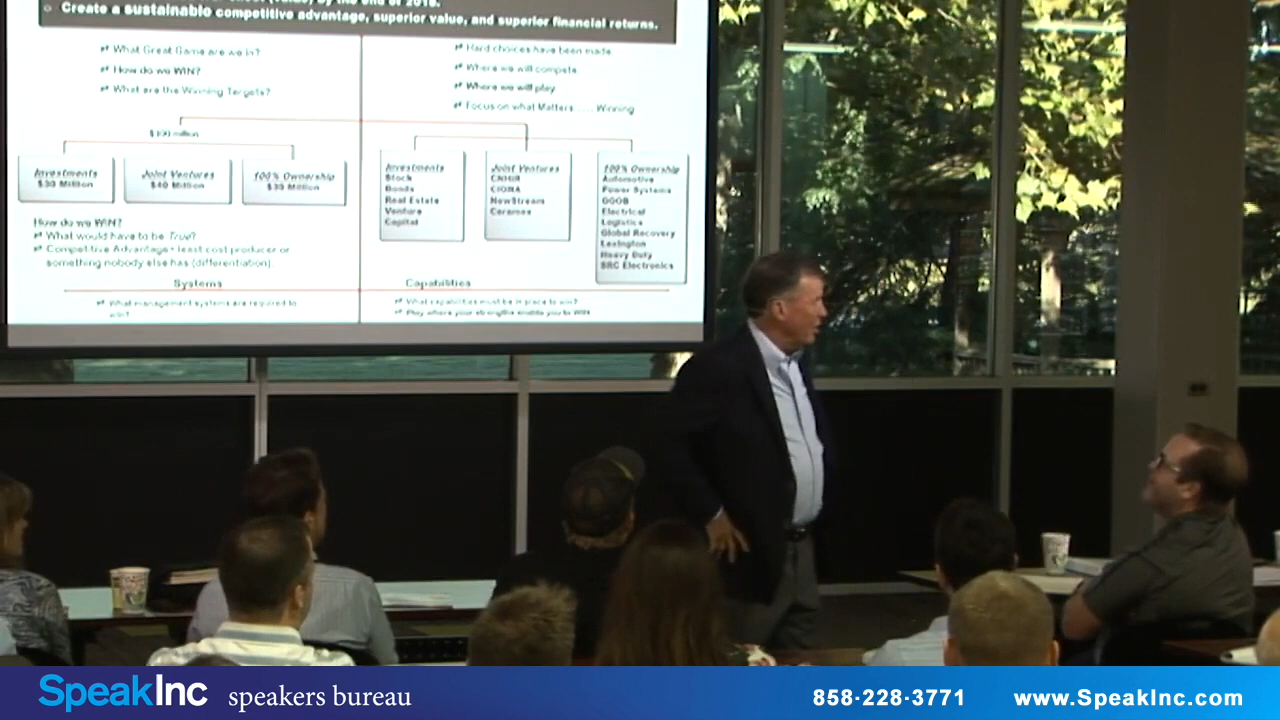 Create a sustainable competitive advantage, superior value, and superior financial returns.
What Great Game are we in?
How do we WIN?
What are the Winning Targets?
Hard choices have been made
Where we will compete
Where we will play
Focus on what Matters ..... Winning
$100 million
Investments
$30 Million
Joint Ventures
$40 Million
100% Ownership
$30 Million
Investments
Stock
Bonds
Real Estate
Venture
Capital
Joint Ventures
NewStream
100% Ownership
Automotive
Power Systems
Electrical
Logistics
Global Recovery
Lexington
Heavy Duty
SRC Electronics
How do we WIN?
What would have to be True?
Competitive Advantage - least cost producer or
something nobody else has (differentiation).
Systems
Capabilities
What management systems are required to
win?
What capabilities must be in place to win?
Play where your strengths enable you to WIN
SpeakInc speakers bureau
858-228-3771
www.SpeakInc.com